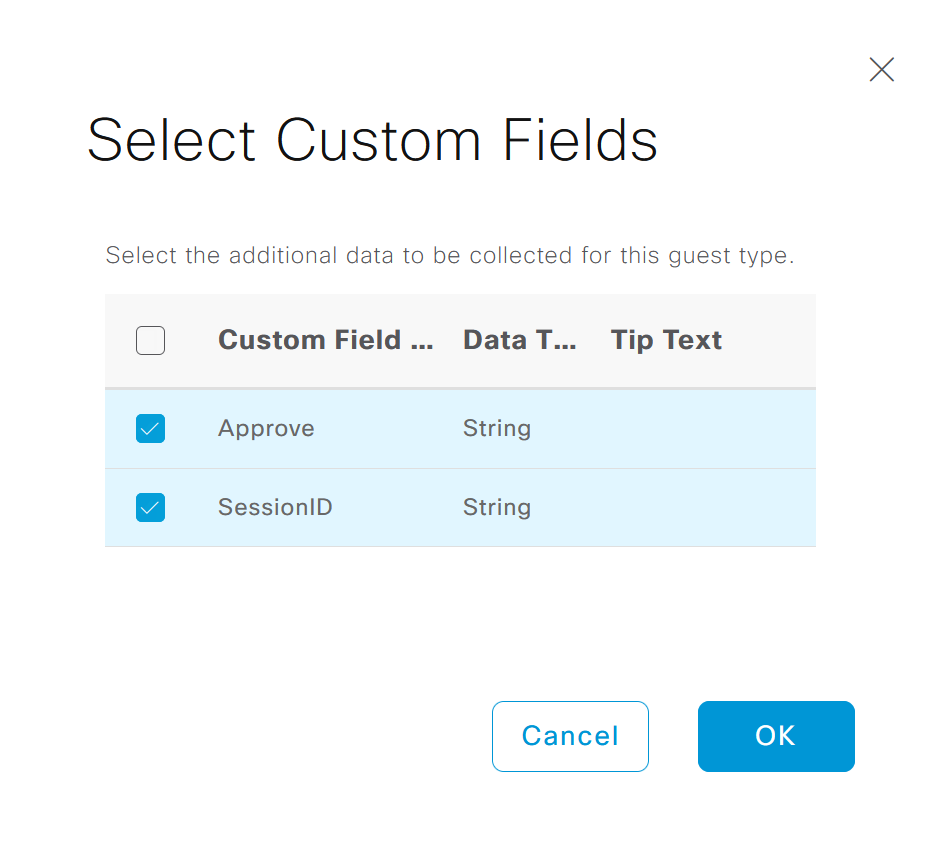 Select Custom Fields
Select the additional data to be collected for this guest type.
Custom Field ... Data T... Tip Text
Approve String
SessionID String
Cancel OK